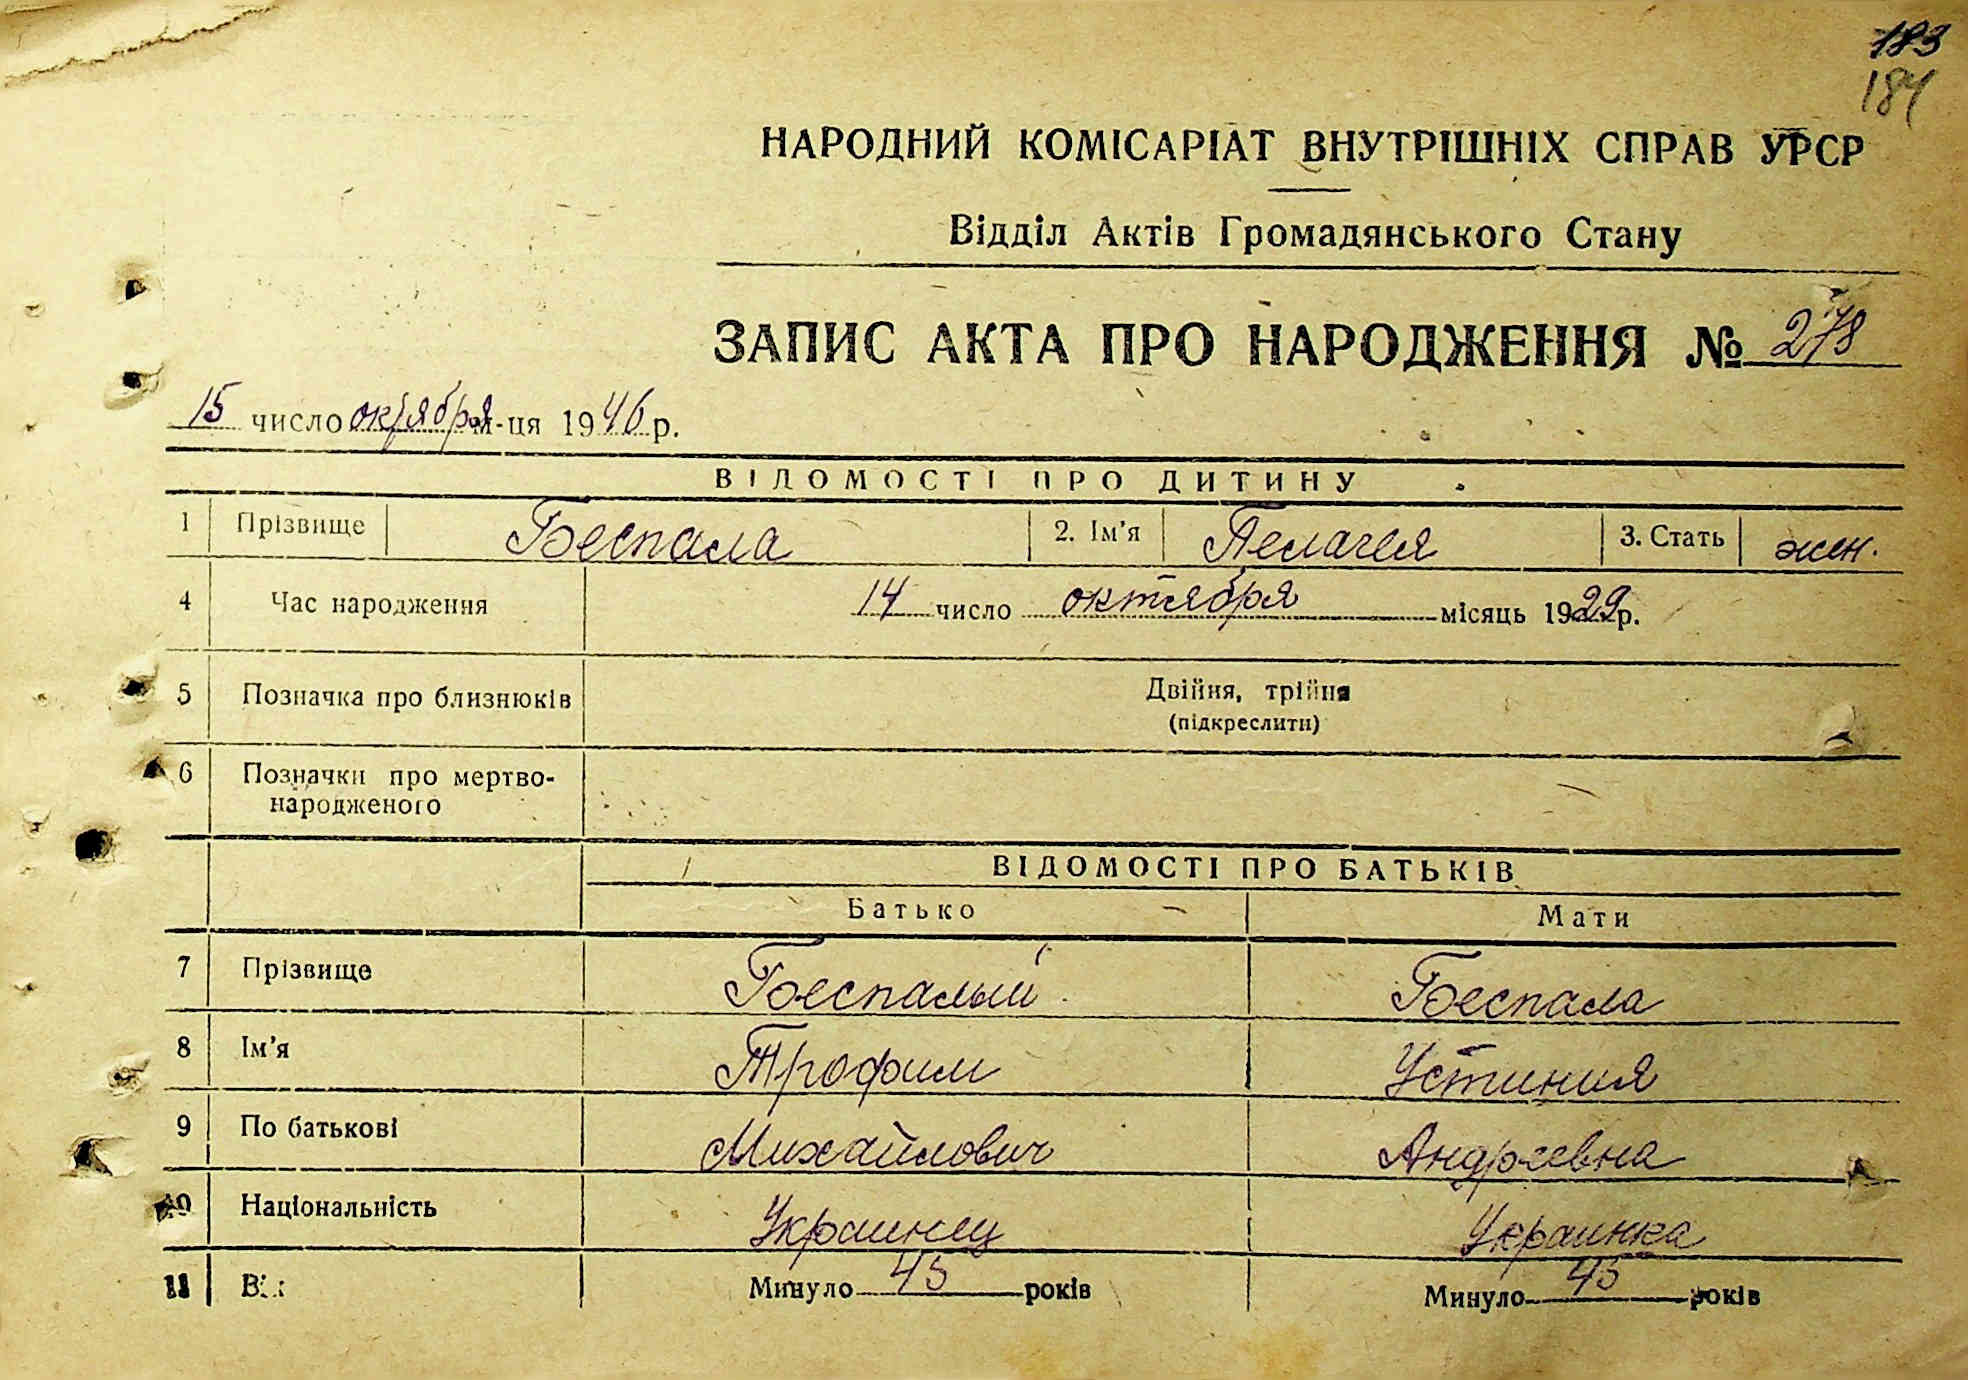 183
184
НАРОДНИЙ КОМІСАРІАТ ВНУТРІШНІХ СПРАВ УРСР
Відділ Актів Громадянського Стану
ЗАПИС АКТА ПРО НАРОДЖЕННЯ № 278
15 число октября м-ця 1946 р.
ВІДОМОСТІ ПРО ДИТИНУ
1 Прізвище Беспала 2. Ім'я Пелагея 3. Стать жен.
4 Час народження 14 число октября місяць 1929 р.
5 Позначка про близнюків Двійня, трійня
(підкреслити)
6 Позначки про мертво-
народженого
ВІДОМОСТІ ПРО БАТЬКІВ
Батько Мати
7 Прізвище Беспалый Беспала
8 Ім'я Трофим Устиния
9 По батькові Михайлович Андреевна
10 Національність Украинец Украинка
11 Вік Минуло 45 років Минуло 45 років